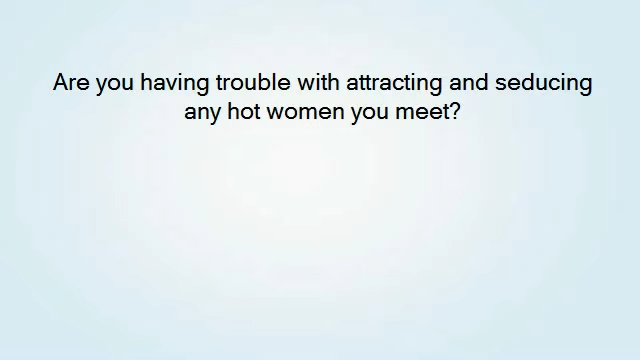 Are you having trouble with attracting and seducing
any hot women you meet?